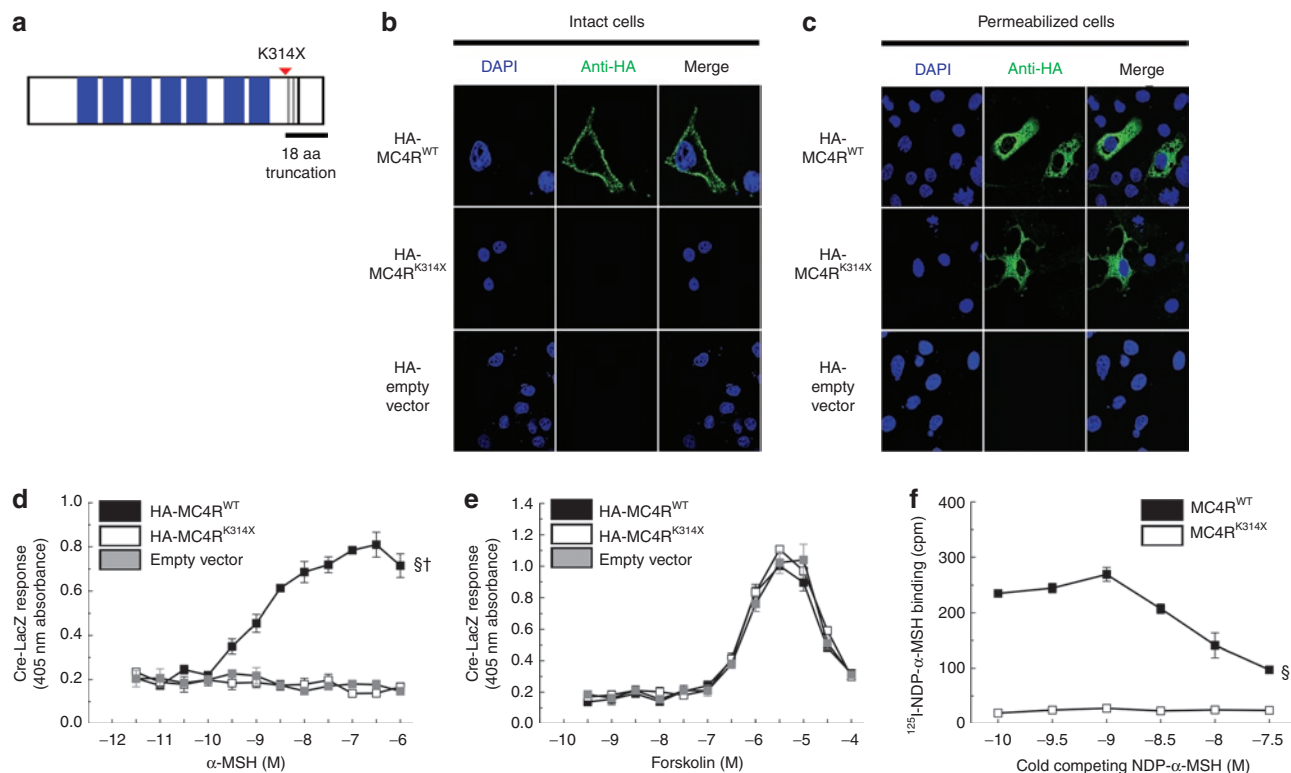 a
K314X
18 aa
truncation
b
Intact cells
DAPI
Anti-HA
Merge
HA-
MC4R^WT
HA-
MC4R^K314X
HA-
empty
vector
c
Permeabilized cells
DAPI
Anti-HA
Merge
HA-
MC4R^WT
HA-
MC4R^K314X
HA-
empty
vector
d
HA-MC4R^WT
HA-MC4R^K314X
Empty vector
Cre-LacZ response
(405 nm absorbance)
1.0
0.8
0.6
0.4
0.2
0.0
§†
−12 −11 −10 −9 −8 −7 −6
α-MSH (M)
e
HA-MC4R^WT
HA-MC4R^K314X
Empty vector
Cre-LacZ response
(405 nm absorbance)
1.4
1.2
1.0
0.8
0.6
0.4
0.2
0.0
−10 −9 −8 −7 −6 −5 −4
Forskolin (M)
f
MC4R^WT
MC4R^K314X
¹²⁵I-NDP-α-MSH binding (cpm)
400
300
200
100
0
§
−10 −9.5 −9 −8.5 −8 −7.5
Cold competing NDP-α-MSH (M)